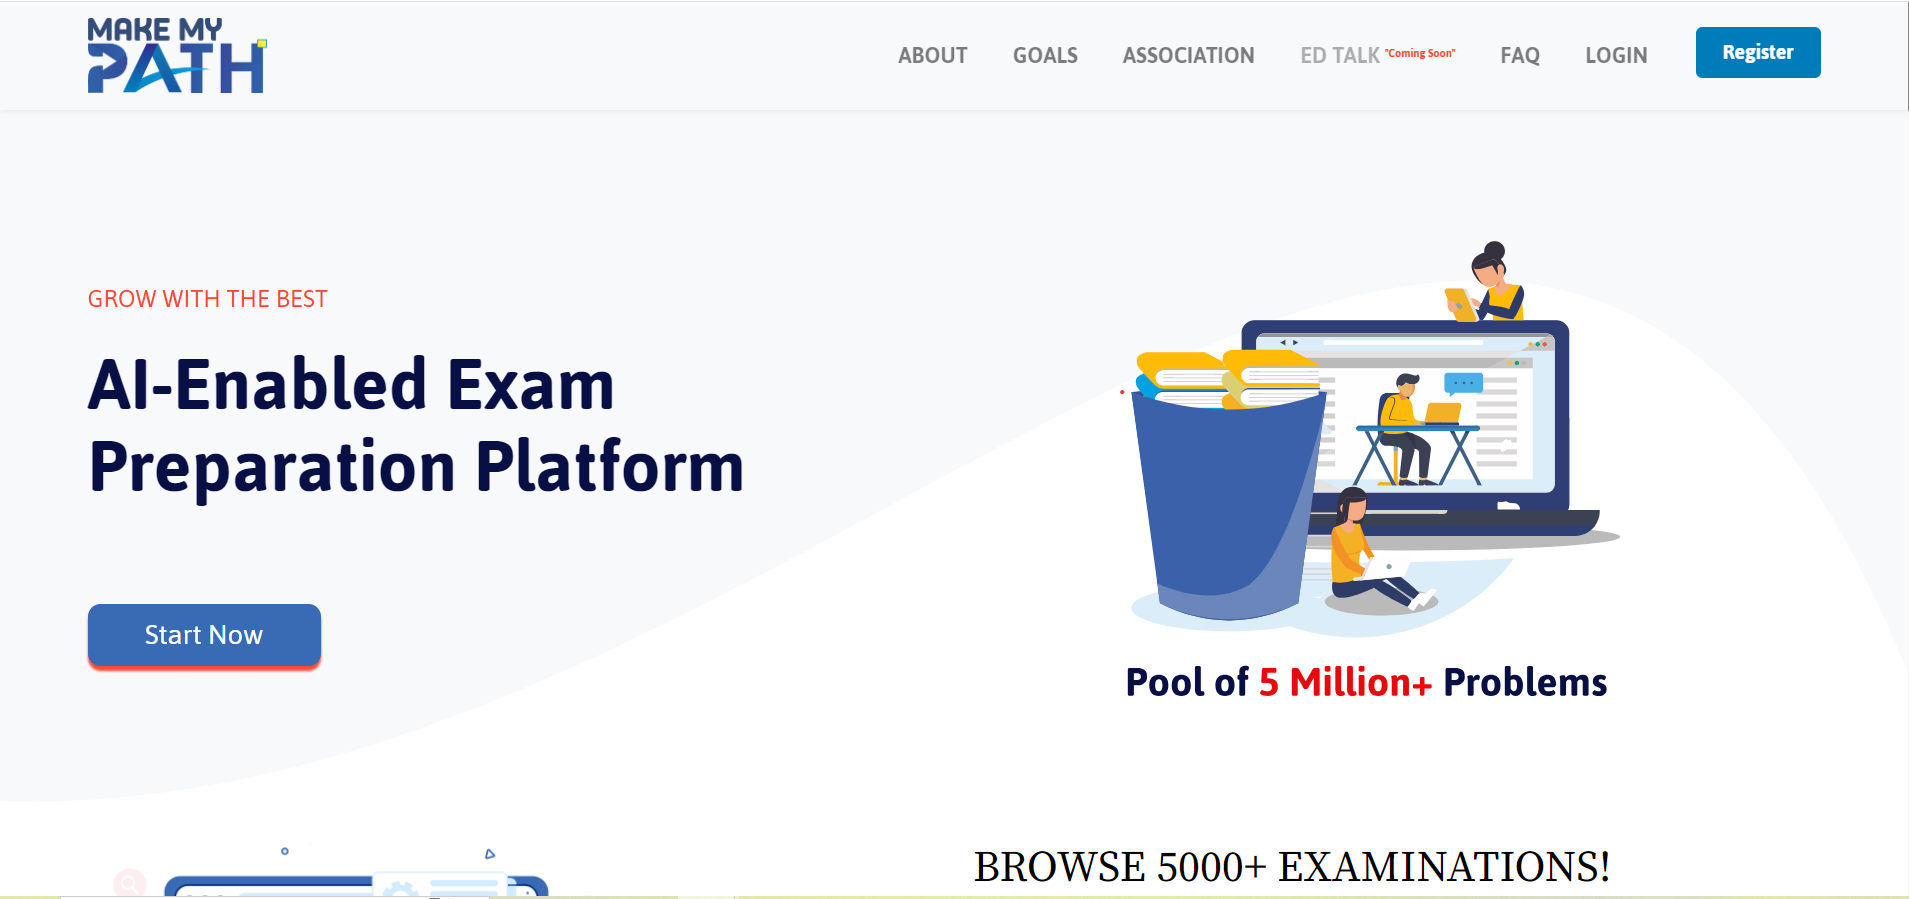 MAKE MY
PATH
ABOUT
GOALS
ASSOCIATION
ED TALK "Coming Soon"
FAQ
LOGIN
Register
GROW WITH THE BEST
AI-Enabled Exam
Preparation Platform
Start Now
Pool of 5 Million+ Problems
BROWSE 5000+ EXAMINATIONS!